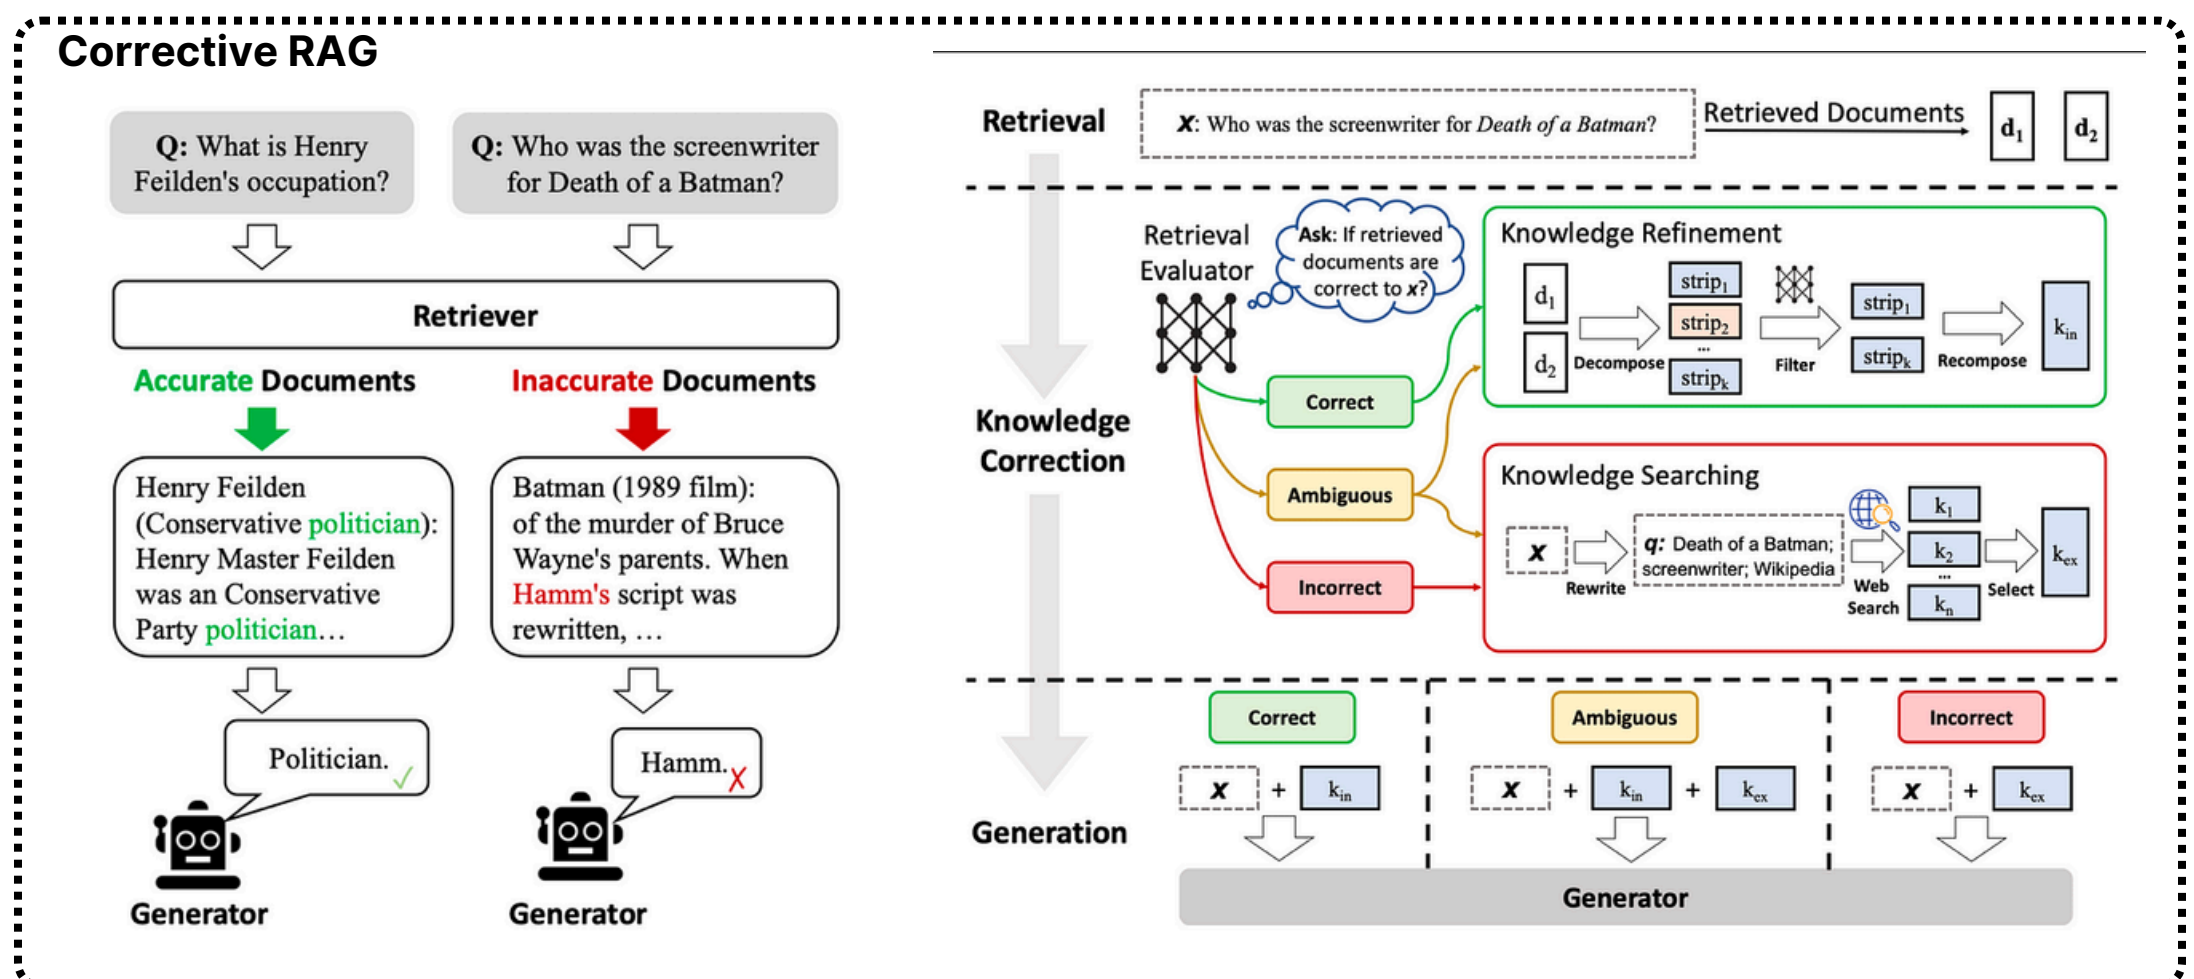 Corrective RAG
Q: What is Henry
Feilden's occupation?
Q: Who was the screenwriter
for Death of a Batman?
Retriever
Accurate Documents
Inaccurate Documents
Henry Feilden
(Conservative politician):
Henry Master Feilden
was an Conservative
Party politician…
Batman (1989 film):
of the murder of Bruce
Wayne's parents. When
Hamm's script was
rewritten, …
Politician.
Hamm.
Generator
Generator
Retrieval
x: Who was the screenwriter for Death of a Batman?
Retrieved Documents
d1
d2
Knowledge
Correction
Retrieval
Evaluator
Ask: If retrieved
documents are
correct to x?
Correct
Ambiguous
Incorrect
Knowledge Refinement
d1
d2
Decompose
strip1
strip2
...
stripk
Filter
strip1
stripk
Recompose
kin
Knowledge Searching
x
Rewrite
q: Death of a Batman;
screenwriter; Wikipedia
Web
Search
k1
k2
...
kn
Select
kex
Generation
Correct
x + kin
Ambiguous
x + kin + kex
Incorrect
x + kex
Generator